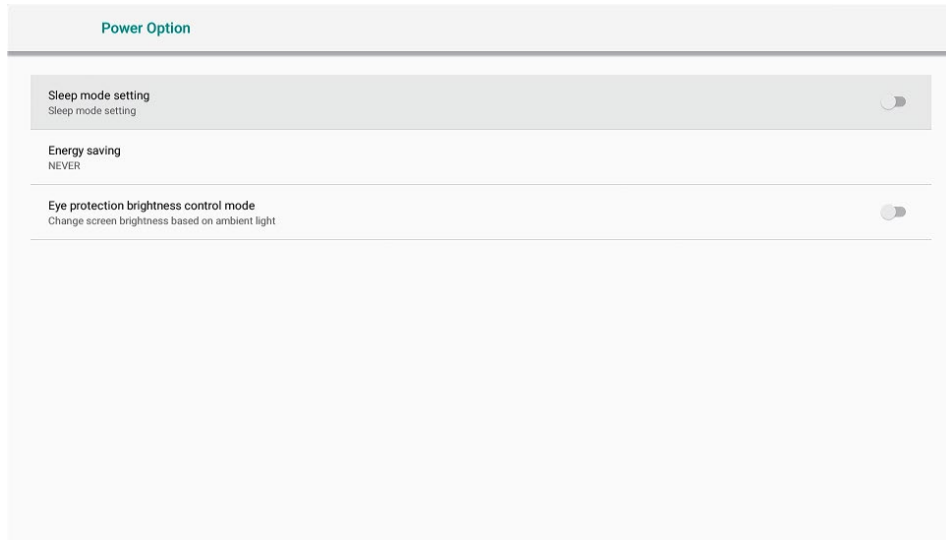 Power Option
Sleep mode setting
Sleep mode setting
Energy saving
NEVER
Eye protection brightness control mode
Change screen brightness based on ambient light